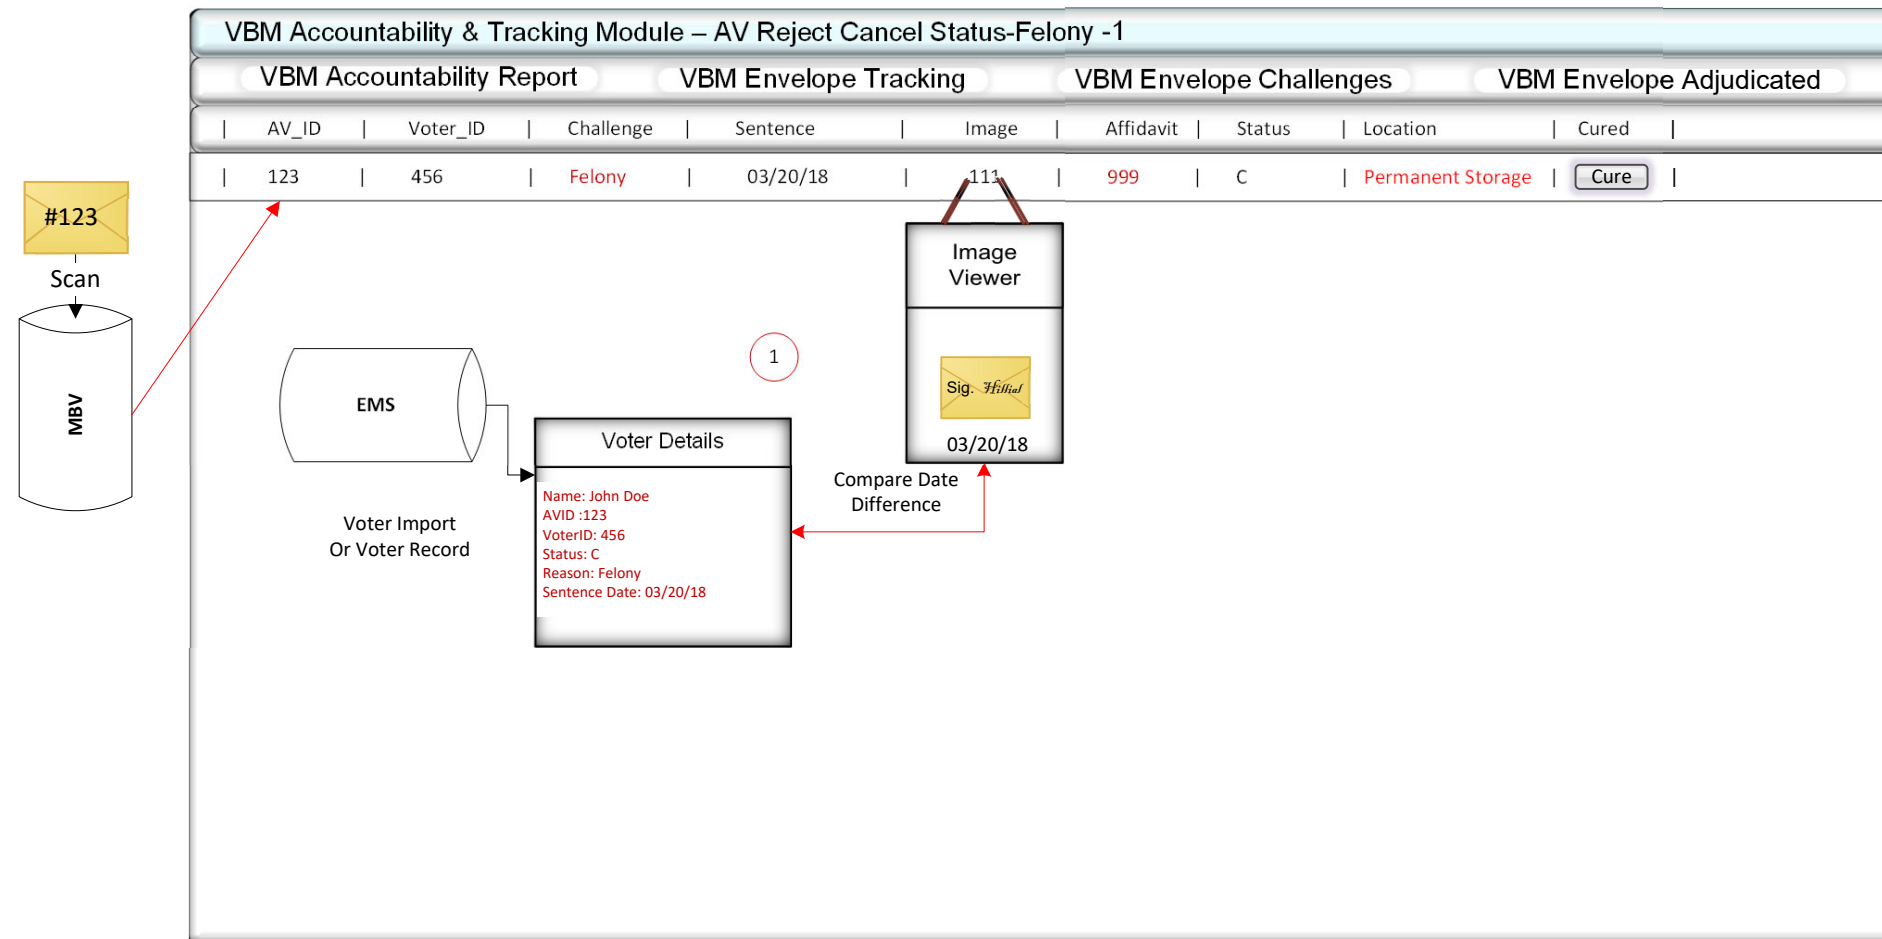 VBM Accountability & Tracking Module – AV Reject Cancel Status-Felony -1
VBM Accountability Report VBM Envelope Tracking VBM Envelope Challenges VBM Envelope Adjudicated
| AV_ID | Voter_ID | Challenge | Sentence | Image | Affidavit | Status | Location | Cured |
| 123 | 456 | Felony | 03/20/18 | 111 | 999 | C | Permanent Storage | Cure |
#123
Scan
MBV
EMS
Voter Import
Or Voter Record
1
Voter Details
Name: John Doe
AVID :123
VoterID: 456
Status: C
Reason: Felony
Sentence Date: 03/20/18
Compare Date
Difference
Image
Viewer
Sig.
03/20/18